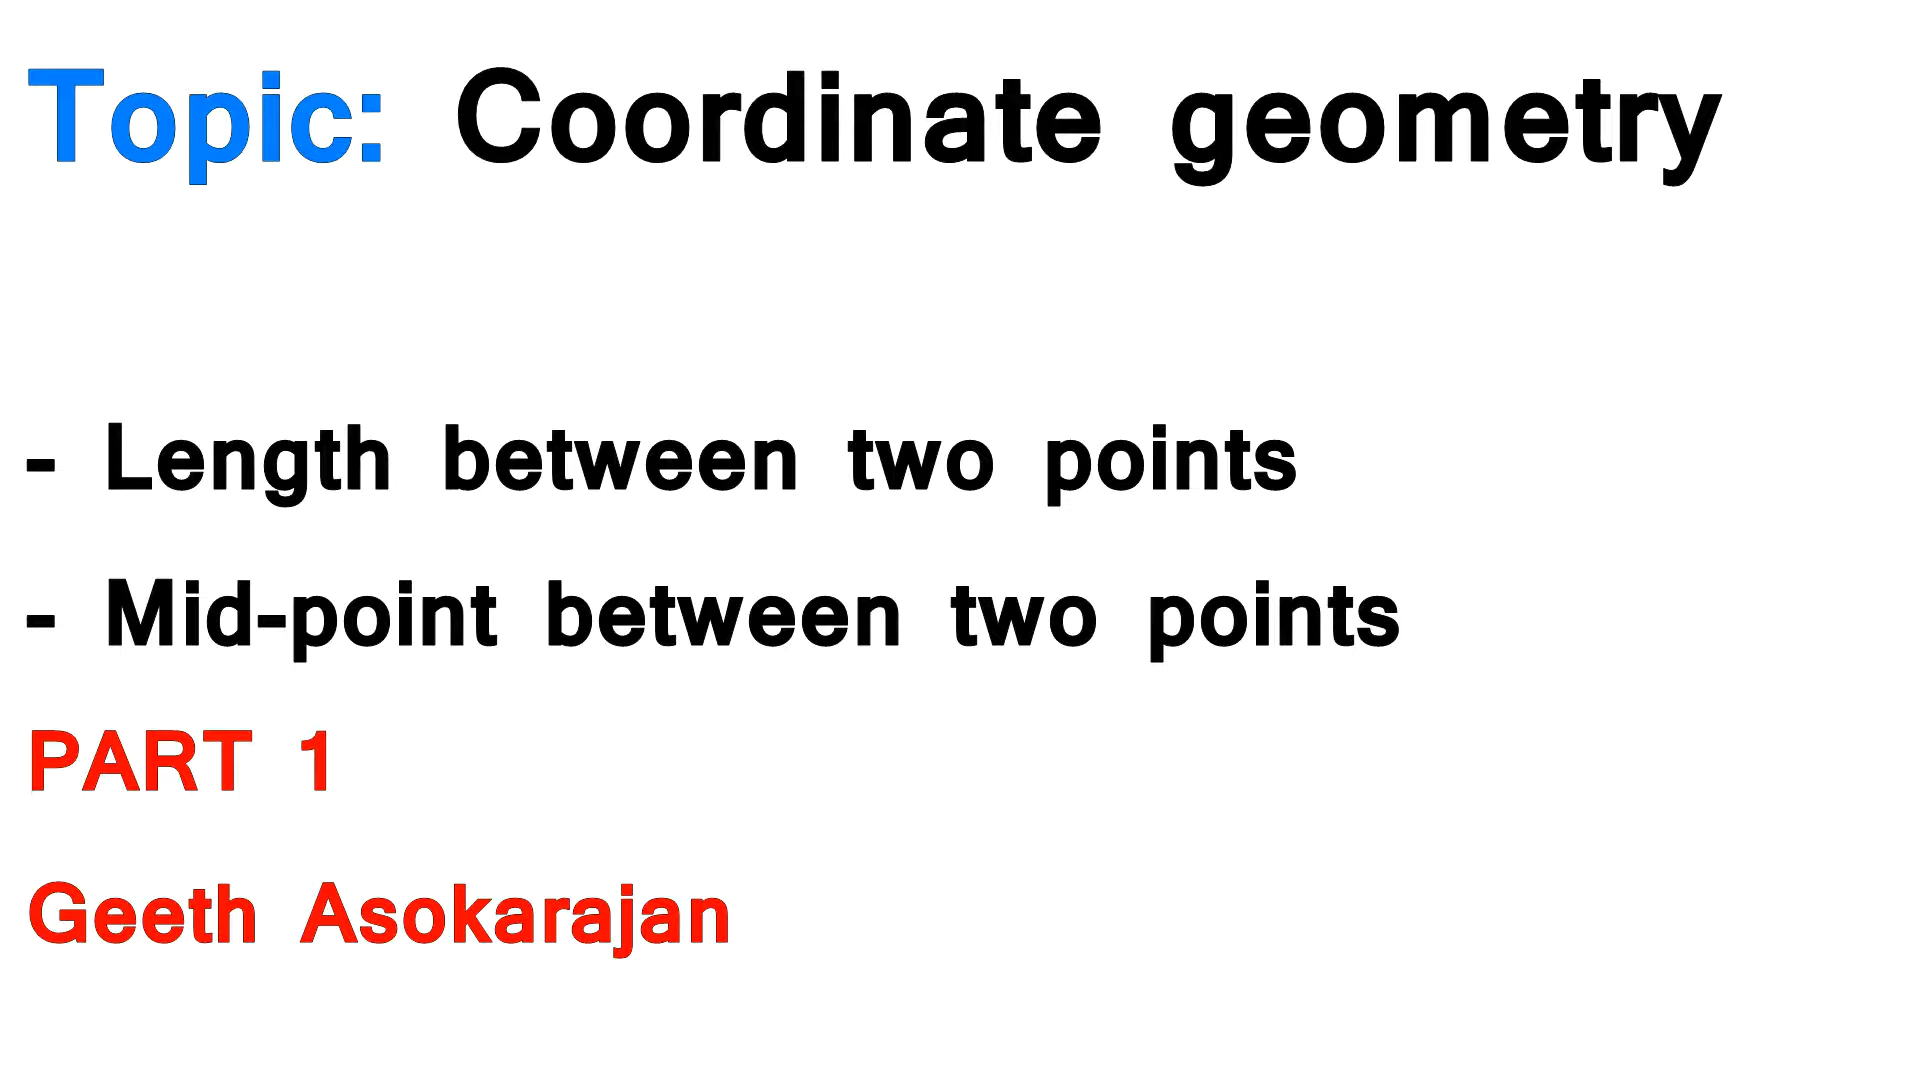 Topic: Coordinate geometry
- Length between two points
- Mid-point between two points
PART 1
Geeth Asokarajan